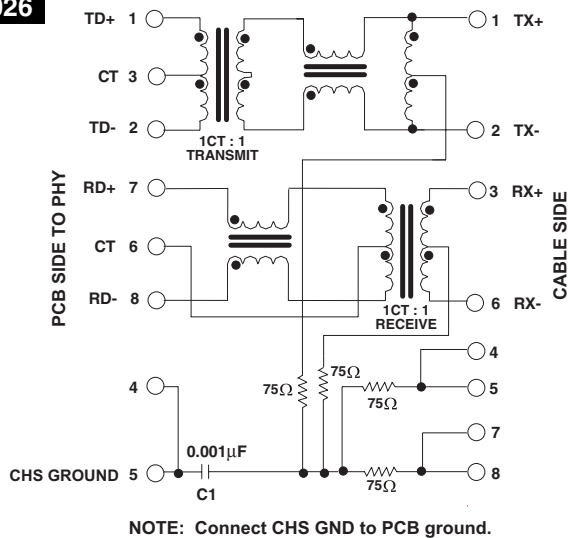 026
TD+ 1
1 TX+
CT 3
TD- 2
2 TX-
1CT : 1
TRANSMIT
PCB SIDE TO PHY
RD+ 7
3 RX+
CT 6
CABLE SIDE
RD- 8
6 RX-
1CT : 1
RECEIVE
4
75Ω
75Ω
4
5
75Ω
7
0.001μF
CHS GROUND 5
C1
75Ω
8
NOTE: Connect CHS GND to PCB ground.